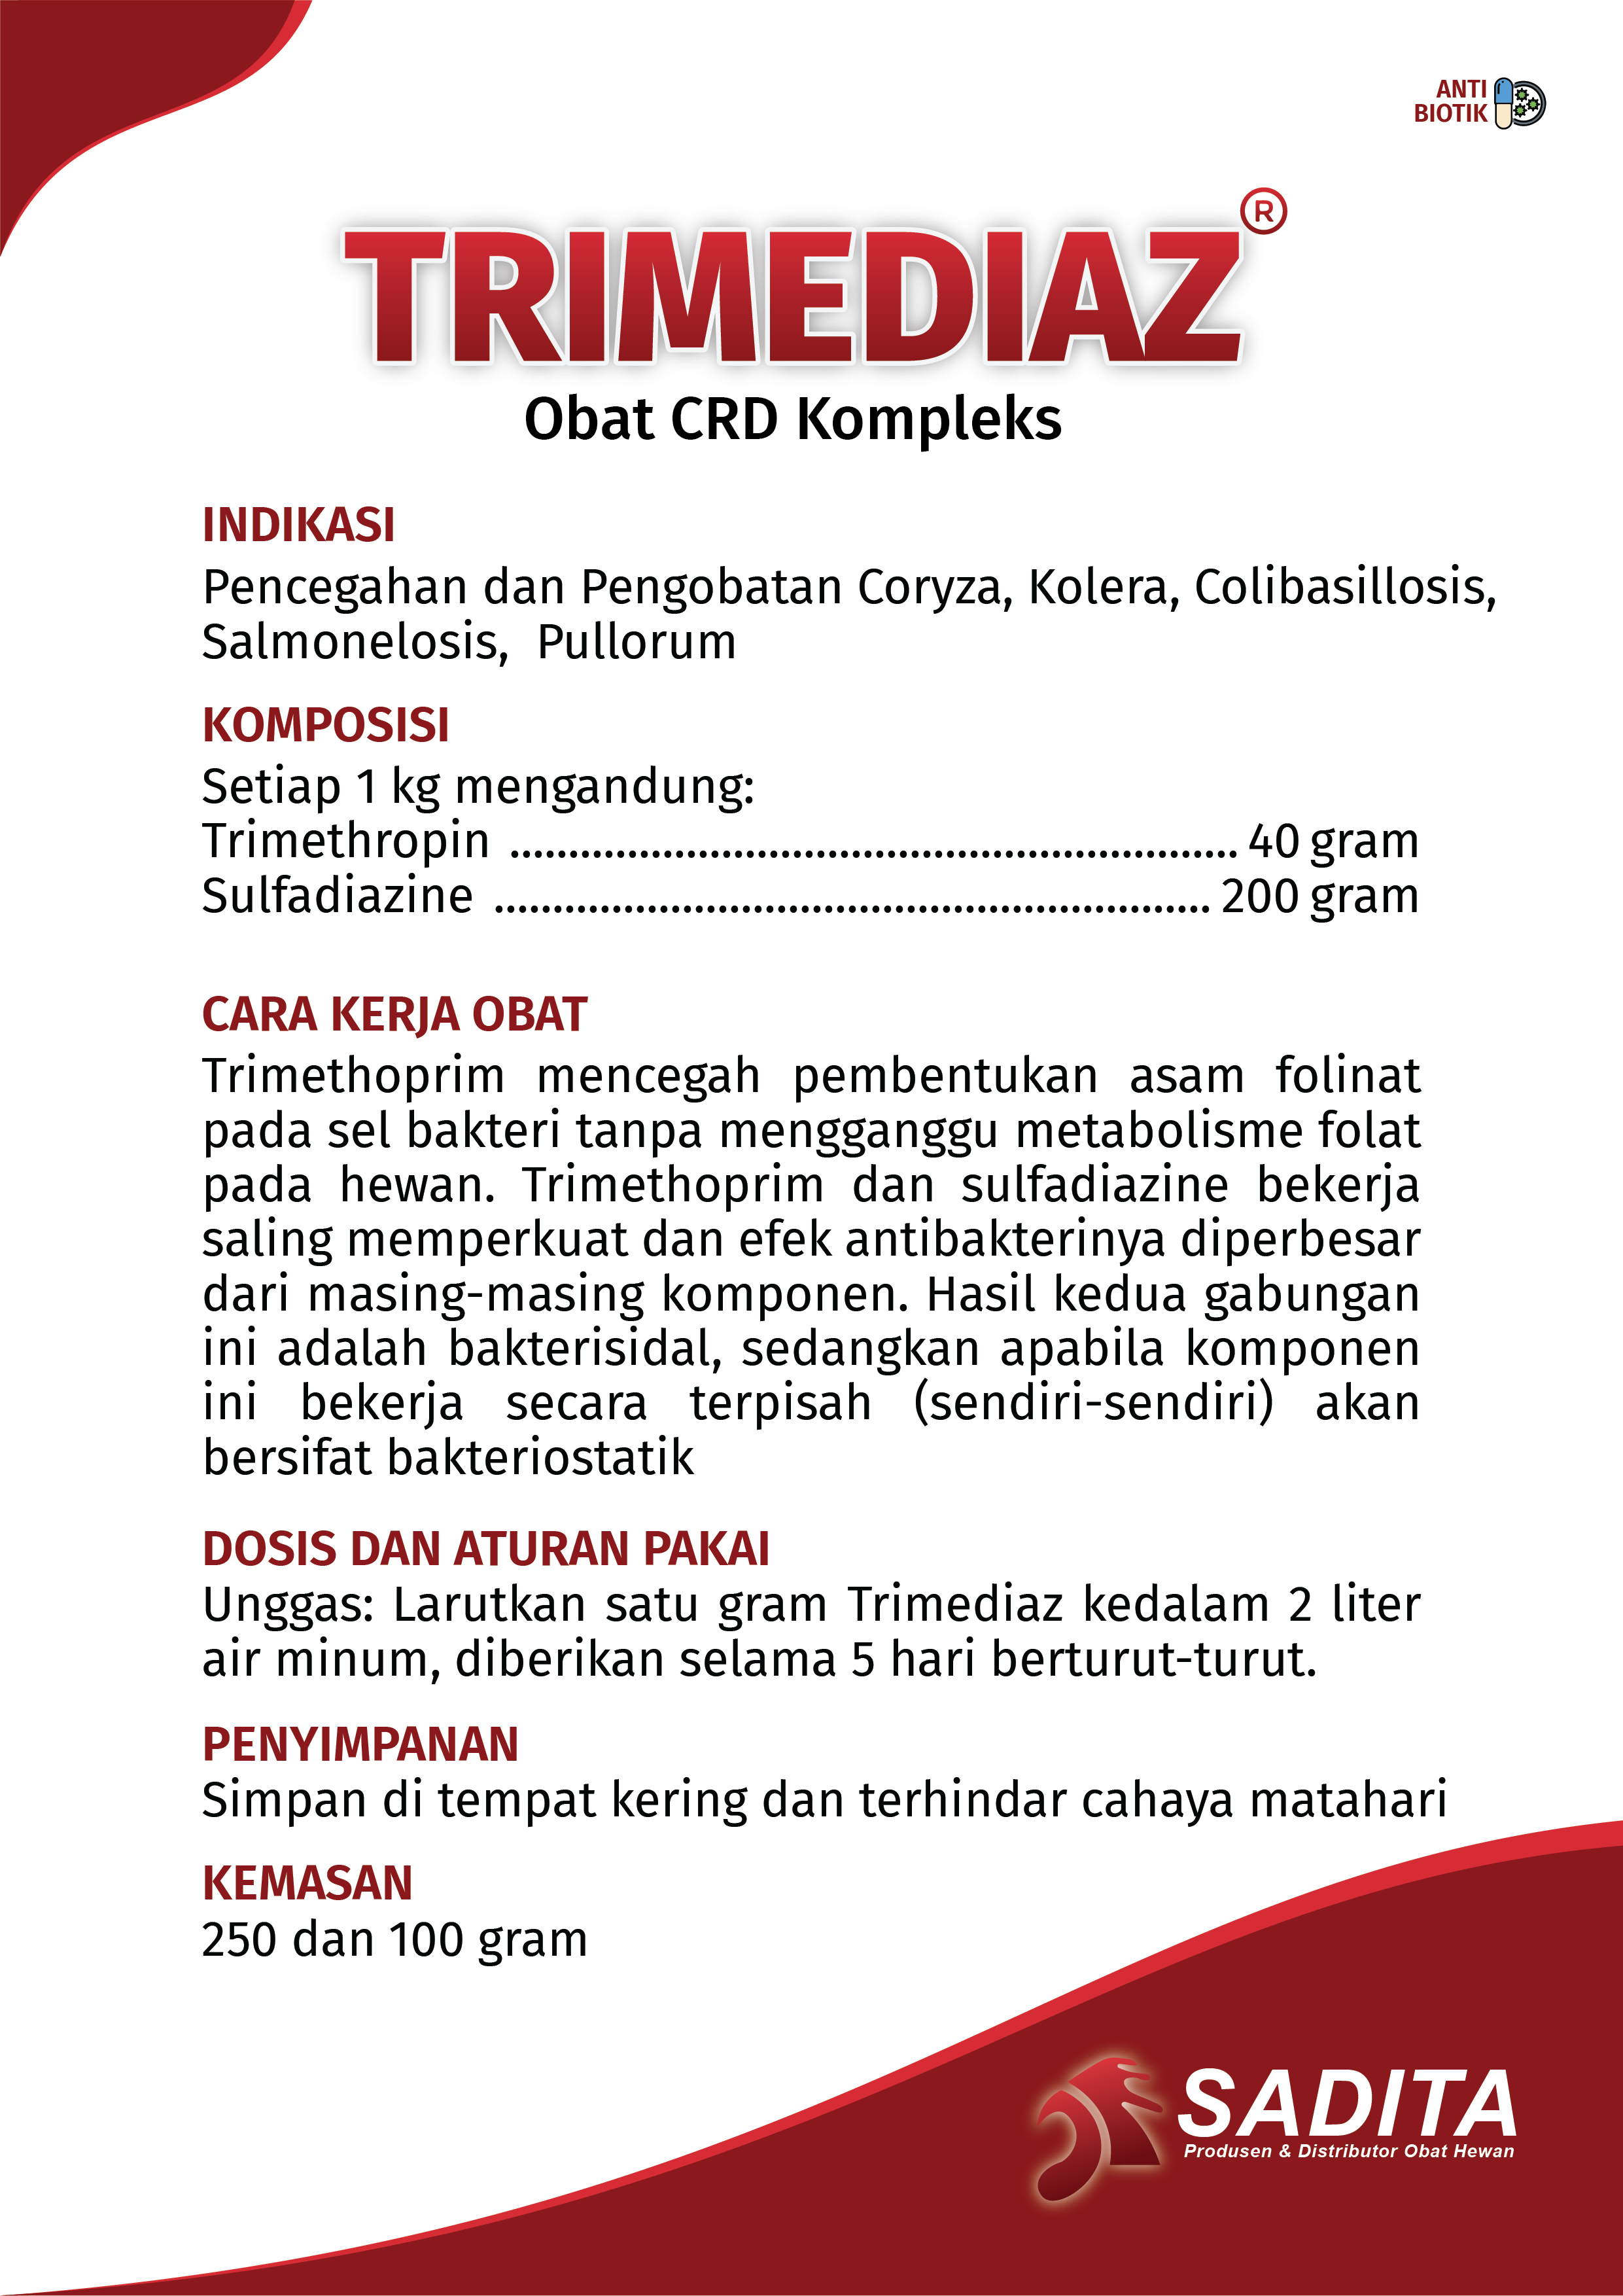 ANTI
BIOTIK
TRIMEDIAZ®
Obat CRD Kompleks
INDIKASI
Pencegahan dan Pengobatan Coryza, Kolera, Colibasillosis,
Salmonelosis, Pullorum
KOMPOSISI
Setiap 1 kg mengandung:
Trimethropin .............................................................. 40 gram
Sulfadiazine ............................................................. 200 gram
CARA KERJA OBAT
Trimethoprim mencegah pembentukan asam folinat
pada sel bakteri tanpa mengganggu metabolisme folat
pada hewan. Trimethoprim dan sulfadiazine bekerja
saling memperkuat dan efek antibakterinya diperbesar
dari masing-masing komponen. Hasil kedua gabungan
ini adalah bakterisidal, sedangkan apabila komponen
ini bekerja secara terpisah (sendiri-sendiri) akan
bersifat bakteriostatik
DOSIS DAN ATURAN PAKAI
Unggas: Larutkan satu gram Trimediaz kedalam 2 liter
air minum, diberikan selama 5 hari berturut-turut.
PENYIMPANAN
Simpan di tempat kering dan terhindar cahaya matahari
KEMASAN
250 dan 100 gram
SADITA
Produsen & Distributor Obat Hewan